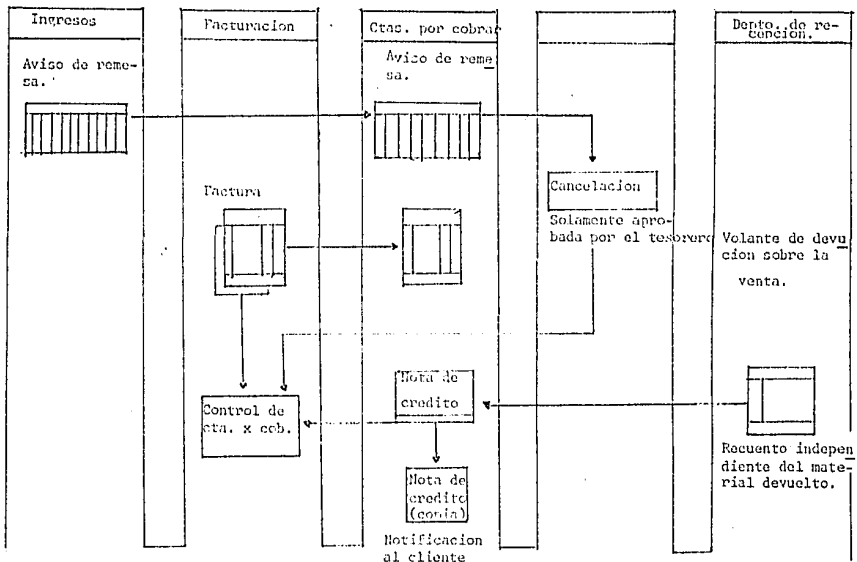 Ingresos
Facturacion
Ctas. por cobrar
Depto. de re-
cepción.
Aviso de reme-
sa.
Aviso de reme
sa.
Factura
Cancelacion
Solamente apro-
bada por el tesorero
Volante de devu
cion sobre la
venta.
Control de
cta. x cob.
Nota de
credito
Nota de
credito
(copia)
Notificacion
al cliente
Recuento indepen
diente del mate-
rial devuelto.